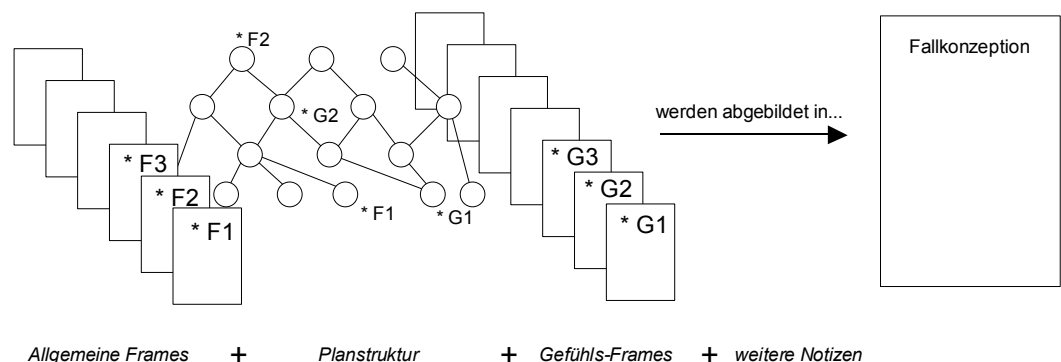 * F2
Fallkonzeption
* G2
werden abgebildet in...
* F3
* G3
* F2
* G2
* F1
* G1
* F1
* G1
Allgemeine Frames + Planstruktur + Gefühls-Frames + weitere Notizen